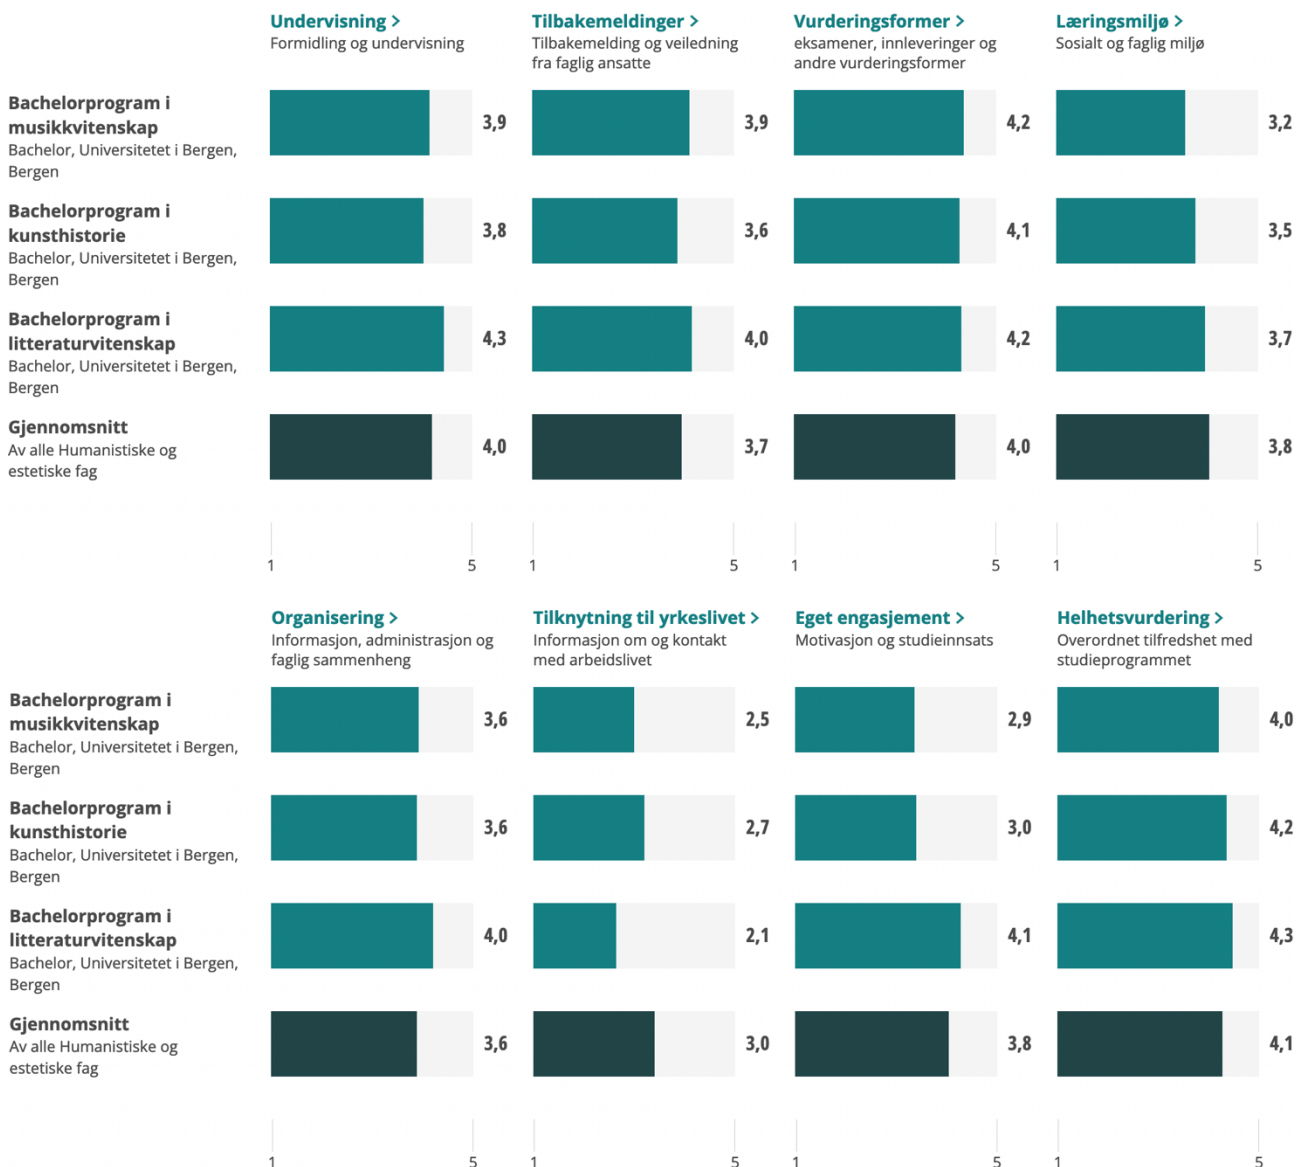 Undervisning >
Formidling og undervisning
Tilbakemeldinger >
Tilbakemelding og veiledning
fra faglig ansatte
Vurderingsformer >
eksamener, innleveringer og
andre vurderingsformer
Læringsmiljø >
Sosialt og faglig miljø
Bachelorprogram i
musikkvitenskap
Bachelor, Universitetet i Bergen,
Bergen
3,9
3,9
4,2
3,2
Bachelorprogram i
kunsthistorie
Bachelor, Universitetet i Bergen,
Bergen
3,8
3,6
4,1
3,5
Bachelorprogram i
litteraturvitenskap
Bachelor, Universitetet i Bergen,
Bergen
4,3
4,0
4,2
3,7
Gjennomsnitt
Av alle Humanistiske og
estetiske fag
4,0
3,7
4,0
3,8
1 5
1 5
1 5
1 5
Organisering >
Informasjon, administrasjon og
faglig sammenheng
Tilknytning til yrkeslivet >
Informasjon om og kontakt
med arbeidslivet
Eget engasjement >
Motivasjon og studieinnsats
Helhetsvurdering >
Overordnet tilfredshet med
studieprogrammet
Bachelorprogram i
musikkvitenskap
Bachelor, Universitetet i Bergen,
Bergen
3,6
2,5
2,9
4,0
Bachelorprogram i
kunsthistorie
Bachelor, Universitetet i Bergen,
Bergen
3,6
2,7
3,0
4,2
Bachelorprogram i
litteraturvitenskap
Bachelor, Universitetet i Bergen,
Bergen
4,0
2,1
4,1
4,3
Gjennomsnitt
Av alle Humanistiske og
estetiske fag
3,6
3,0
3,8
4,1
1 5
1 5
1 5
1 5